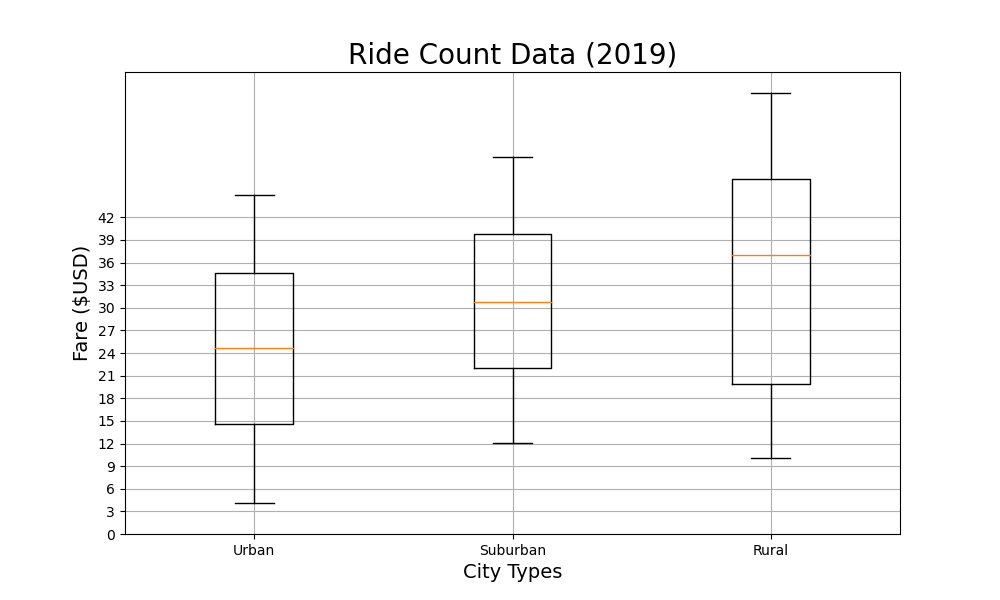 Ride Count Data (2019)
Fare ($USD)
42
39
36
33
30
27
24
21
18
15
12
9
6
3
0
Urban
Suburban
Rural
City Types